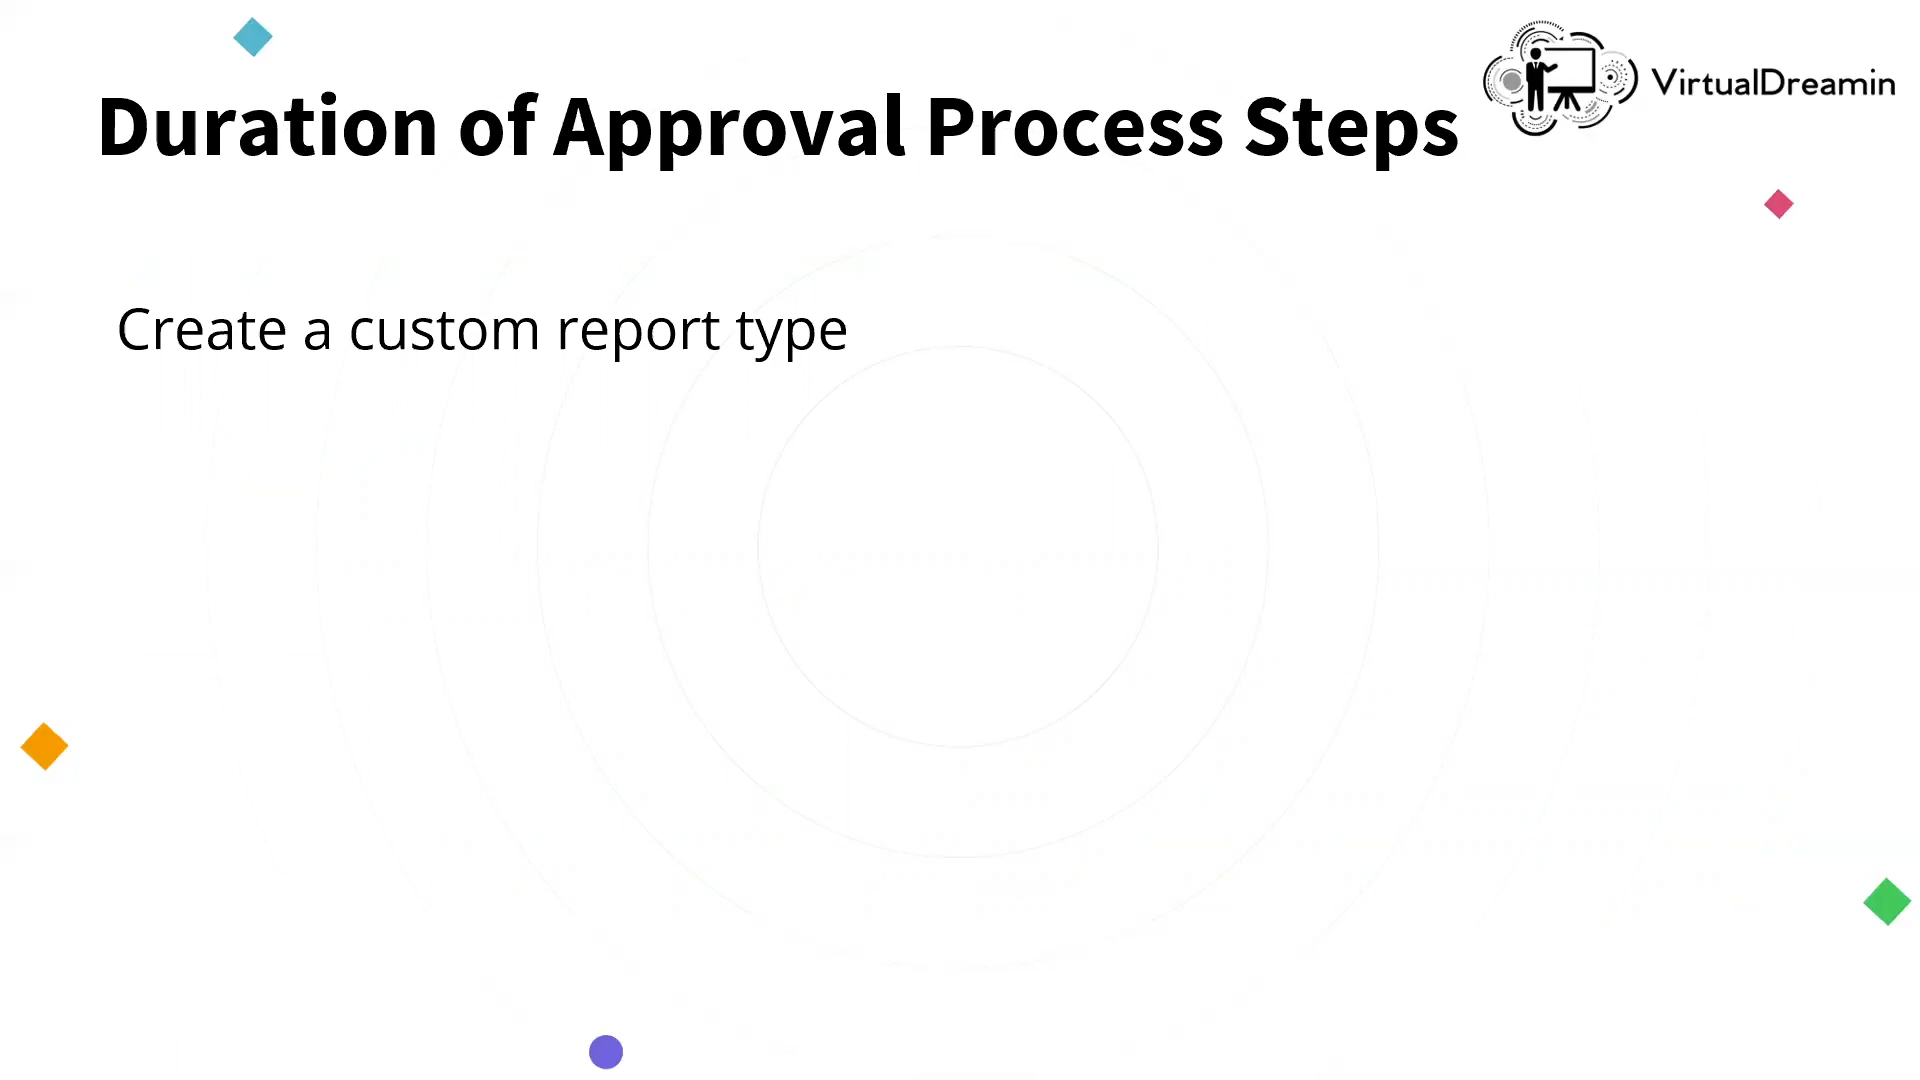 VirtualDreamin
Duration of Approval Process Steps
Create a custom report type